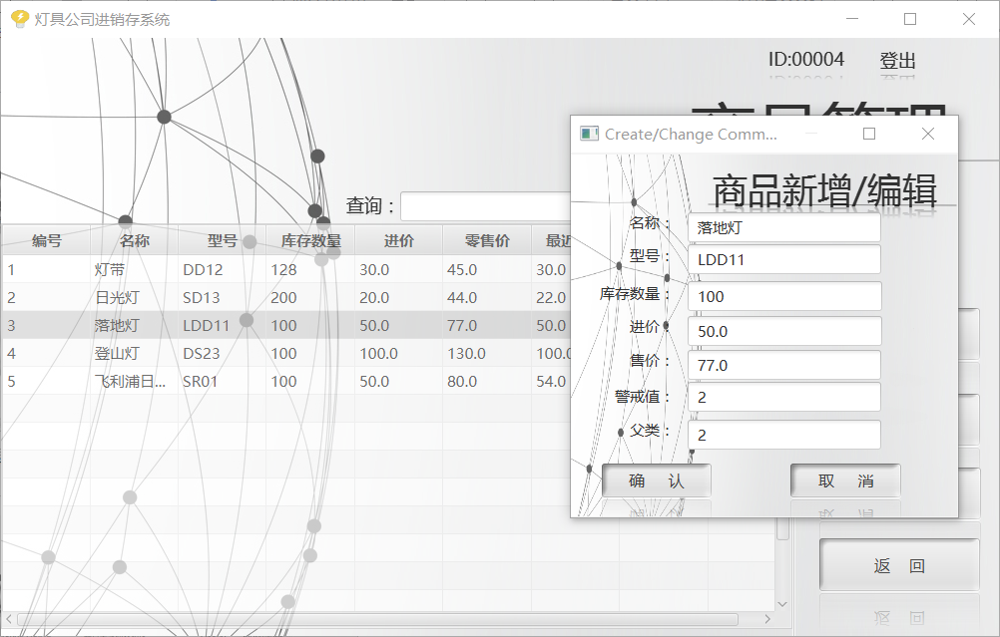 灯具公司进销存系统
ID:00004 登出
商品管理
查询：
编号 名称 型号 库存数量 进价 零售价 最近
1 灯带 DD12 128 30.0 45.0 30.0
2 日光灯 SD13 200 20.0 44.0 22.0
3 落地灯 LDD11 100 50.0 77.0 50.0
4 登山灯 DS23 100 100.0 130.0 100.0
5 飞利浦日... SR01 100 50.0 80.0 54.0
返 回
Create/Change Comm...
商品新增/编辑
名称： 落地灯
型号： LDD11
库存数量： 100
进价： 50.0
售价： 77.0
警戒值： 2
父类： 2
确 认 取 消